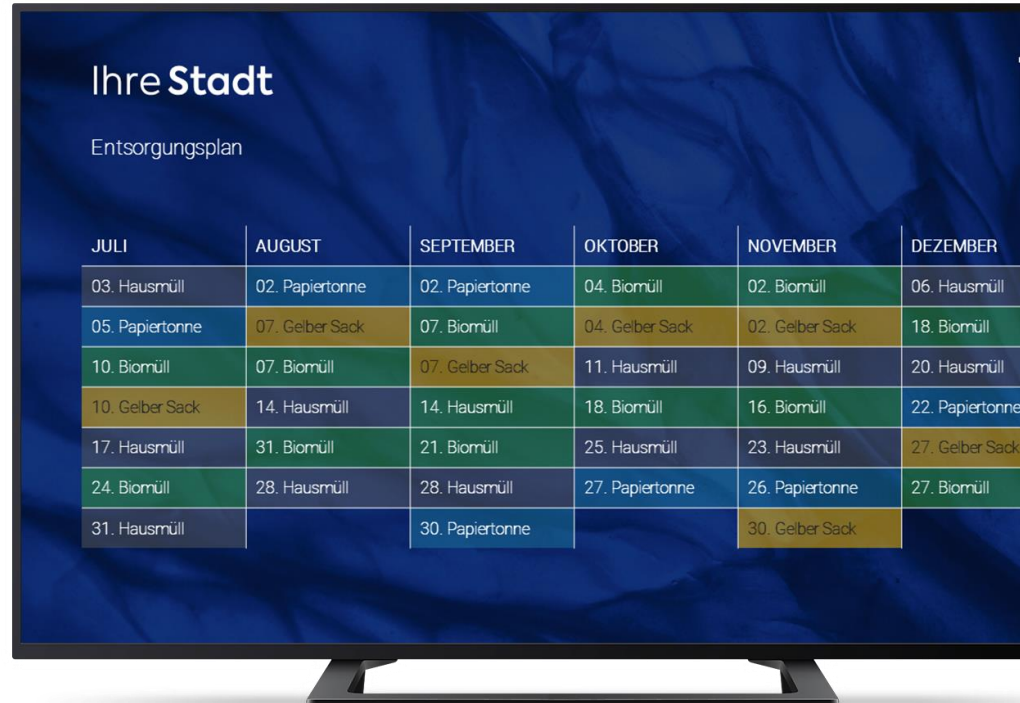 Ihre Stadt
Entsorgungsplan
JULI AUGUST SEPTEMBER OKTOBER NOVEMBER DEZEMBER
03. Hausmüll 02. Papiertonne 02. Papiertonne 04. Biomüll 02. Biomüll 06. Hausmüll
05. Papiertonne 07. Gelber Sack 07. Biomüll 04. Gelber Sack 02. Gelber Sack 18. Biomüll
10. Biomüll 07. Biomüll 07. Gelber Sack 11. Hausmüll 09. Hausmüll 20. Hausmüll
10. Gelber Sack 14. Hausmüll 14. Hausmüll 18. Biomüll 16. Biomüll 22. Papiertonne
17. Hausmüll 31. Biomüll 21. Biomüll 25. Hausmüll 23. Hausmüll 27. Gelber Sack
24. Biomüll 28. Hausmüll 28. Hausmüll 27. Papiertonne 26. Papiertonne 27. Biomüll
31. Hausmüll 30. Papiertonne 30. Gelber Sack